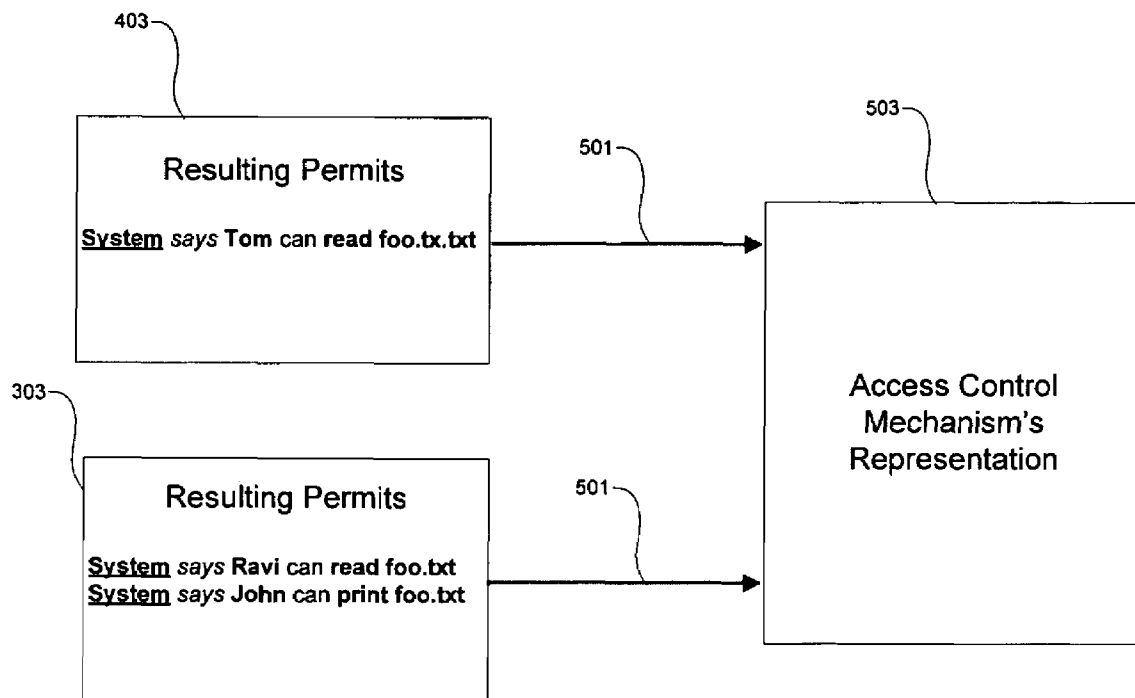 403
503
501
Resulting Permits
System says Tom can read foo.tx.txt
303
Access Control
Mechanism's
Representation
501
Resulting Permits
System says Ravi can read foo.txt
System says John can print foo.txt